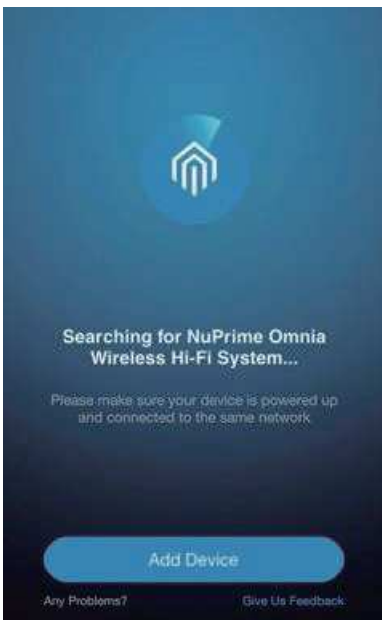 Searching for NuPrime Omnia
Wireless Hi-Fi System...
Please make sure your device is powered up
and connected to the same network
Add Device
Any Problems?
Give Us Feedback